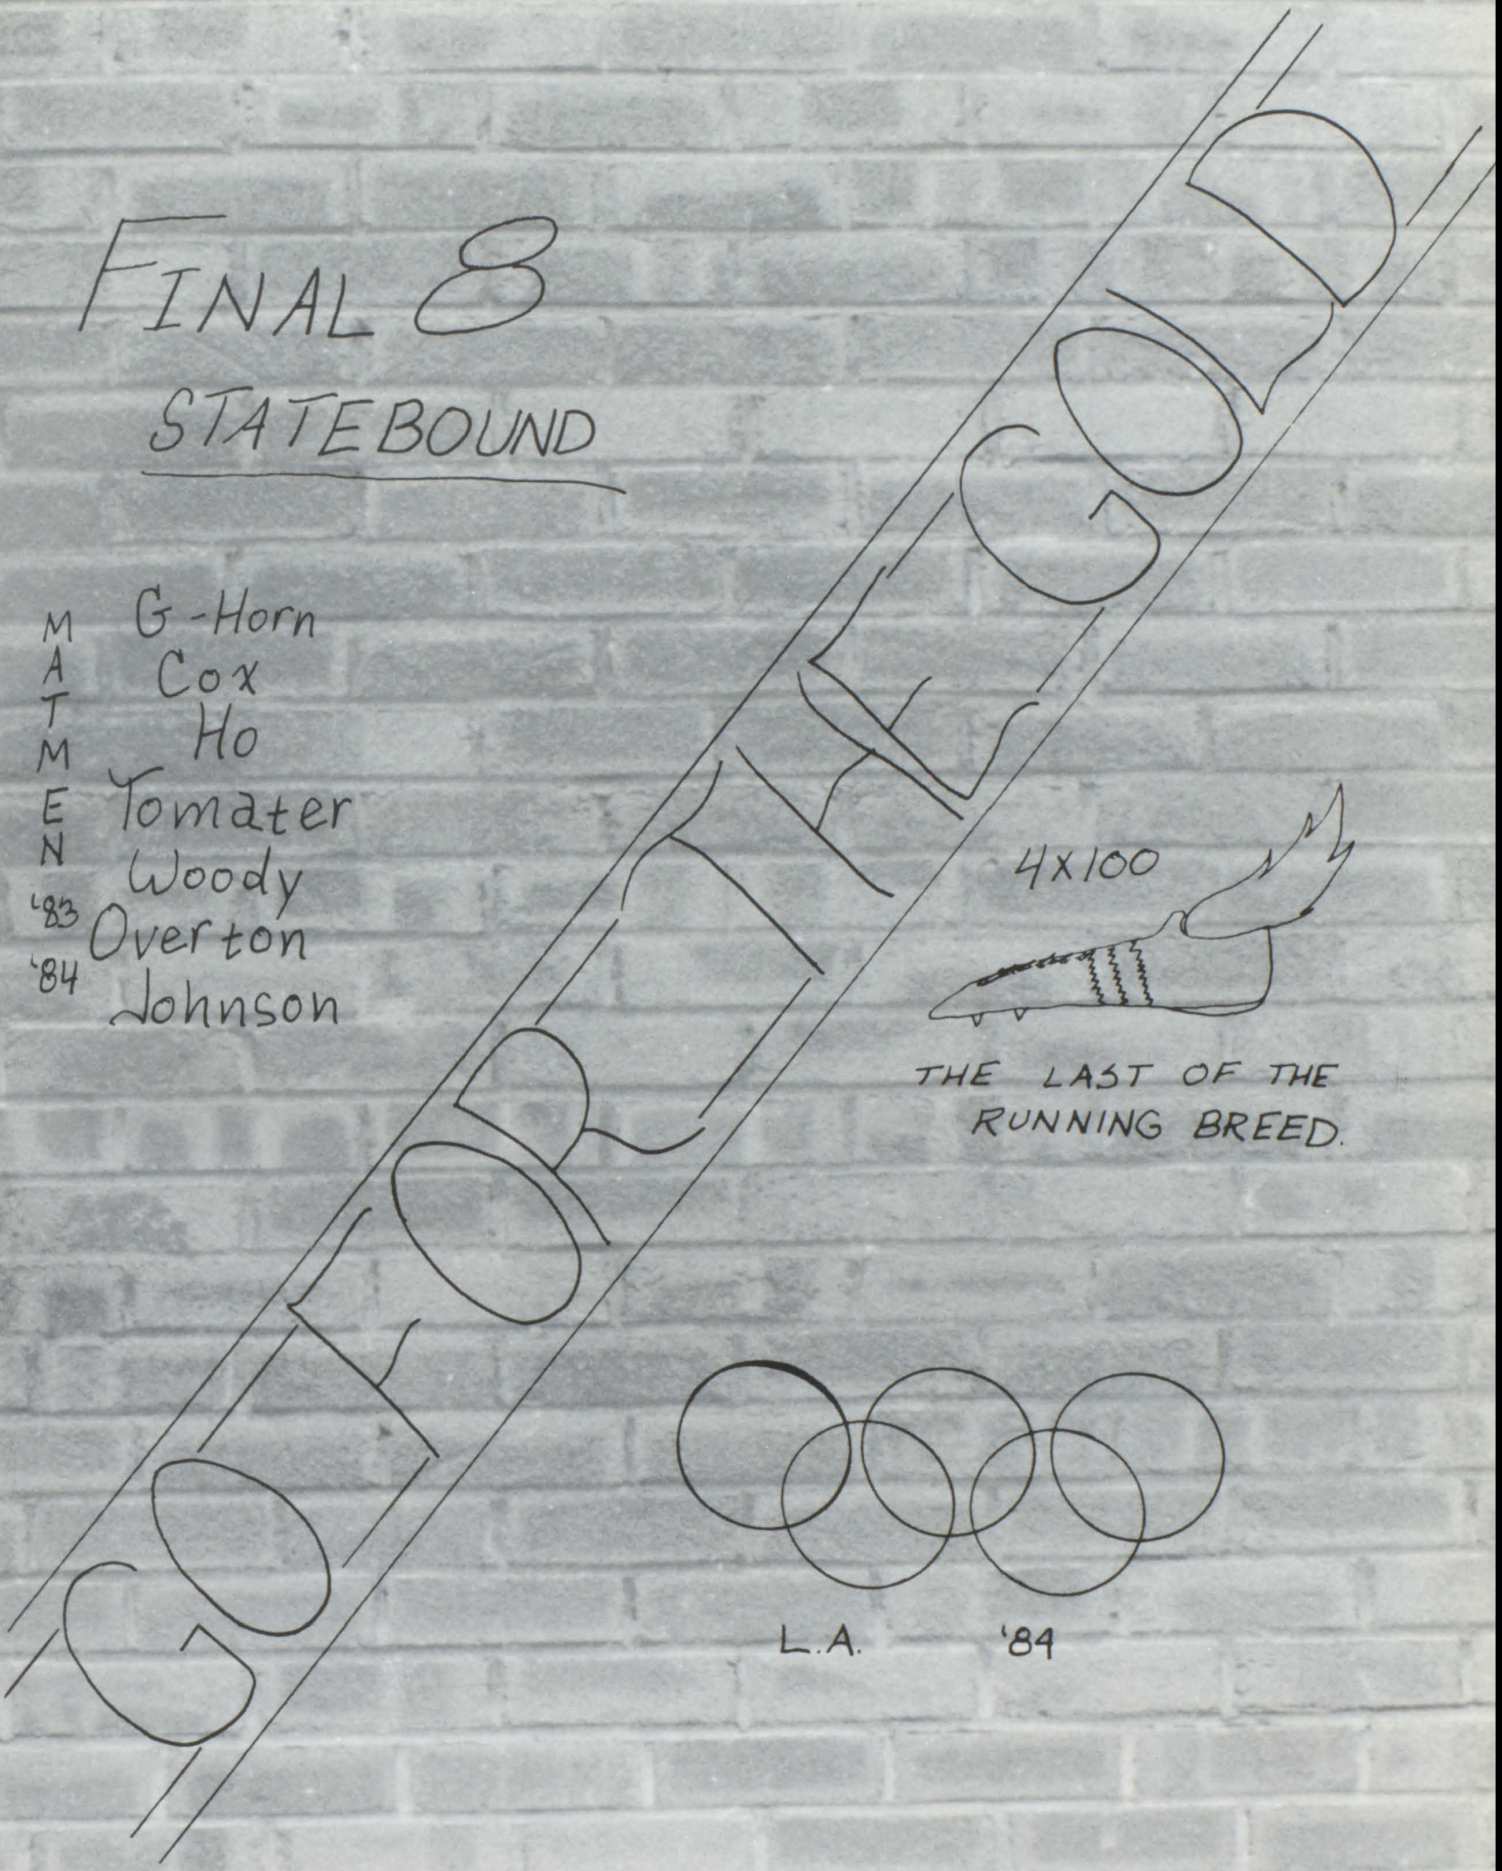 FINAL 8
STATEBOUND
GO FOR THE GOLD
MATMEN
'83
'84
G-Horn
Cox
Ho
Tomater
Woody
Overton
Johnson
4X100
THE LAST OF THE
RUNNING BREED.
L.A. '84